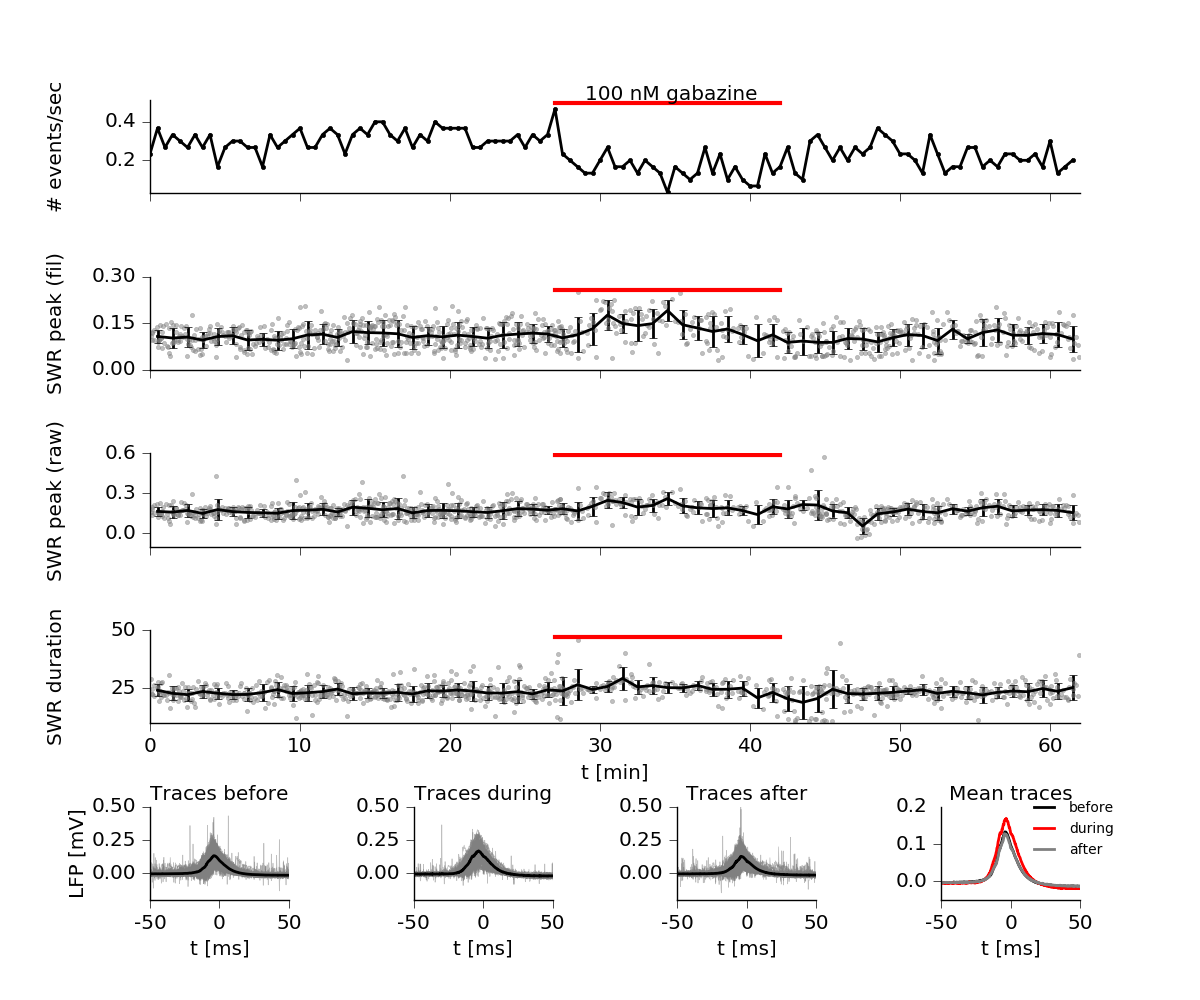 100 nM gabazine
# events/sec
0.4
0.2
SWR peak (fil)
0.30
0.15
0.00
SWR peak (raw)
0.6
0.3
0.0
SWR duration
50
25
0 10 20 30 40 50 60
t [min]
Traces before Traces during Traces after Mean traces
LFP [mV]
0.50 0.50 0.50 0.2
0.25 0.25 0.25 0.1
0.00 0.00 0.00 0.0
before
during
after
-50 0 50 -50 0 50 -50 0 50 -50 0 50
t [ms] t [ms] t [ms] t [ms]